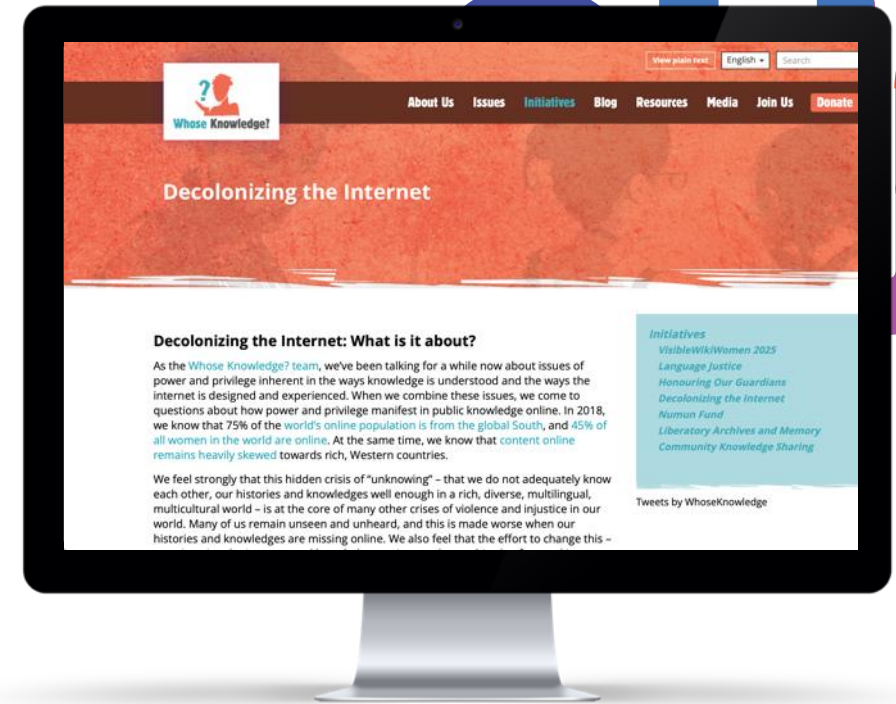 View plain text
English
Search
?
Whose Knowledge?
About Us Issues Initiatives Blog Resources Media Join Us Donate
Decolonizing the Internet
Decolonizing the Internet: What is it about?
As the Whose Knowledge? team, we've been talking for a while now about issues of
power and privilege inherent in the ways knowledge is understood and the ways the
internet is designed and experienced. When we combine these issues, we come to
questions about how power and privilege manifest in public knowledge online. In 2018,
we know that 75% of the world's online population is from the global South, and 45% of
all women in the world are online. At the same time, we know that content online
remains heavily skewed towards rich, Western countries.
We feel strongly that this hidden crisis of "unknowing" – that we do not adequately know
each other, our histories and knowledges well enough in a rich, diverse, multilingual,
multicultural world – is at the core of many other crises of violence and injustice in our
world. Many of us remain unseen and unheard, and this is made worse when our
histories and knowledges are missing online. We also feel that the effort to change this –
Initiatives
VisibleWikiWomen 2025
Language Justice
Honouring Our Guardians
Decolonizing the Internet
Numun Fund
Liberatory Archives and Memory
Community Knowledge Sharing
Tweets by WhoseKnowledge